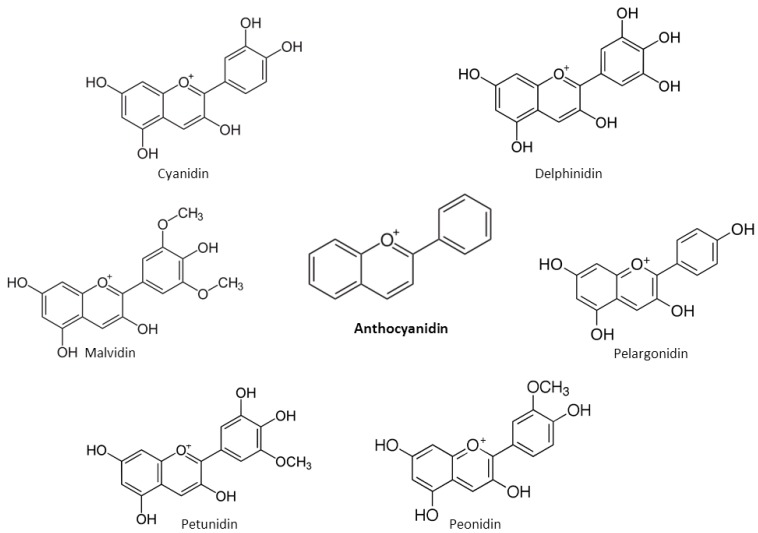 OH
OH
HO
O+
OH
OH
Cyanidin
OH
OH
OH
HO
O+
OH
OH
Delphinidin
O CH3
OH
O CH3
HO
O+
OH
OH
Malvidin
O+
Anthocyanidin
OH
HO
O+
OH
OH
Pelargonidin
OH
OH
OCH3
HO
O+
OH
OH
Petunidin
OCH3
OH
HO
O+
OH
HO
Peonidin